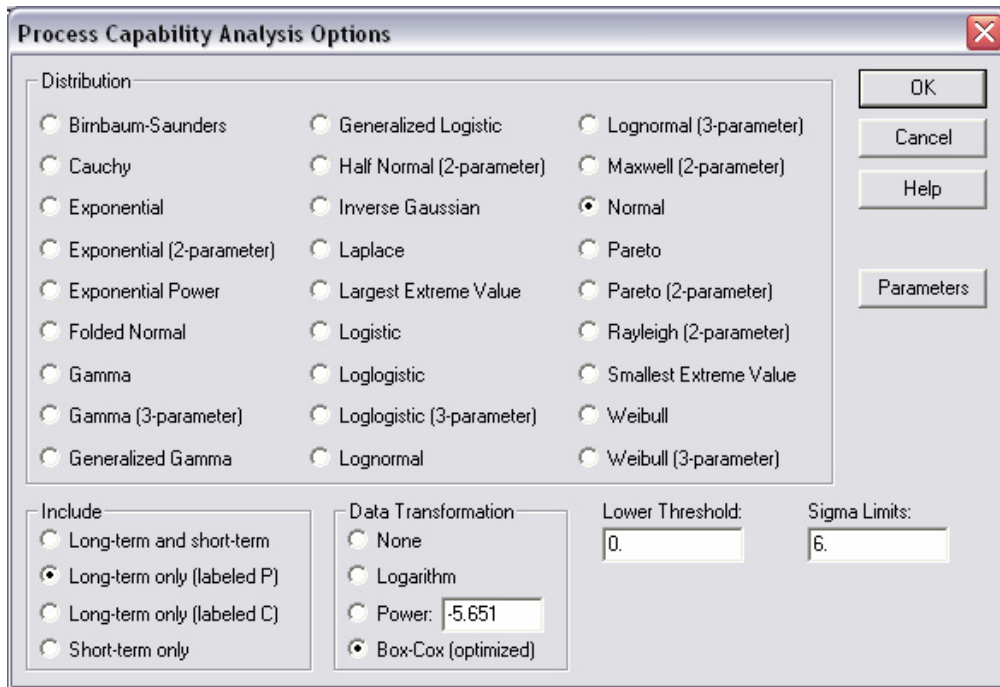 Process Capability Analysis Options
Distribution
Birnbaum-Saunders
Cauchy
Exponential
Exponential (2-parameter)
Exponential Power
Folded Normal
Gamma
Gamma (3-parameter)
Generalized Gamma
Generalized Logistic
Half Normal (2-parameter)
Inverse Gaussian
Laplace
Largest Extreme Value
Logistic
Loglogistic
Loglogistic (3-parameter)
Lognormal
Lognormal (3-parameter)
Maxwell (2-parameter)
Normal
Pareto
Pareto (2-parameter)
Rayleigh (2-parameter)
Smallest Extreme Value
Weibull
Weibull (3-parameter)
OK
Cancel
Help
Parameters
Include
Long-term and short-term
Long-term only (labeled P)
Long-term only (labeled C)
Short-term only
Data Transformation
None
Logarithm
Power: -5.651
Box-Cox (optimized)
Lower Threshold:
0.
Sigma Limits:
6.